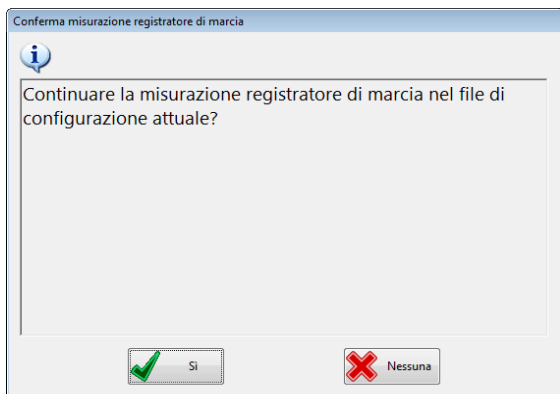 Conferma misurazione registratore di marcia
Continuare la misurazione registratore di marcia nel file di
configurazione attuale?
Sì
Nessuna